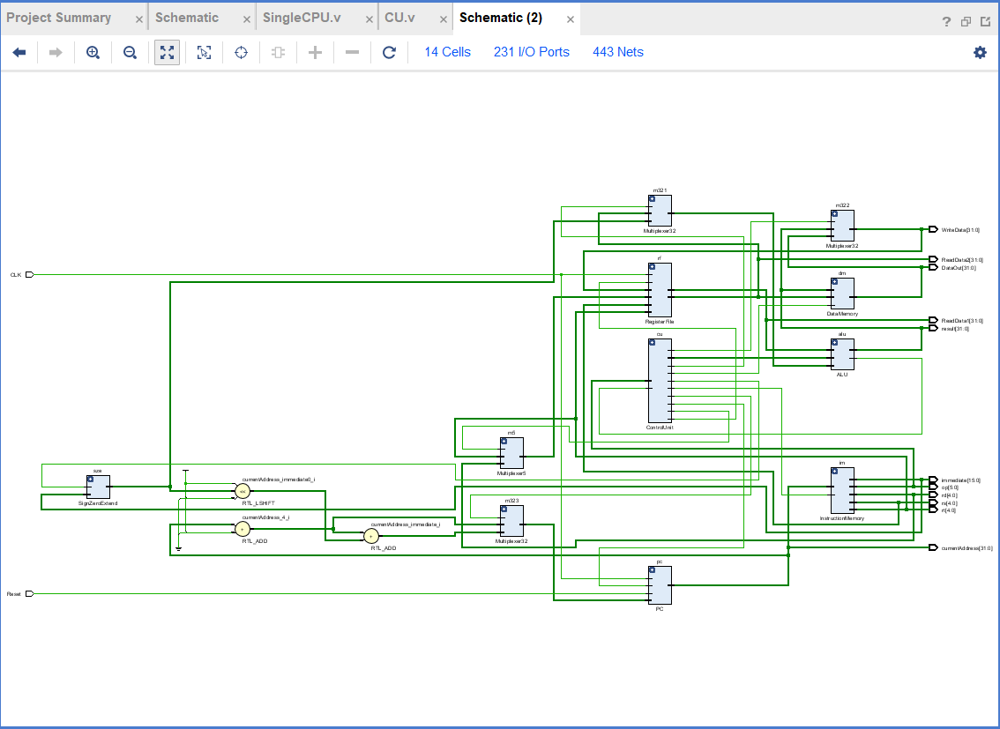 Project Summary
Schematic
SingleCPU.v
CU.v
Schematic (2)
14 Cells
231 I/O Ports
443 Nets
m321
Multiplexer32
m322
Multiplexer32
WriteData[31:0]
ReadData2[31:0]
DataOut[31:0]
CLK
rf
RegisterFile
dm
DataMemory
ReadData1[31:0]
result[31:0]
cu
ControlUnit
alu
ALU
m5
Multiplexer5
sze
SignZeroExtend
currentAddress_immediate0_i
<<
RTL_LSHIFT
im
InstructionMemory
immediate[15:0]
op[5:0]
rd[4:0]
rs[4:0]
rt[4:0]
currentAddress_4_i
+
RTL_ADD
currentAddress_immediate_i
+
RTL_ADD
m323
Multiplexer32
currentAddress[31:0]
pc
PC
Reset